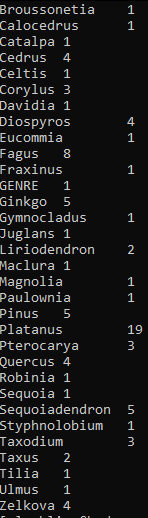 Broussonetia 1
Calocedrus 1
Catalpa 1
Cedrus 4
Celtis 1
Corylus 3
Davidia 1
Diospyros 4
Eucommia 1
Fagus 8
Fraxinus 1
GENRE 1
Ginkgo 5
Gymnocladus 1
Juglans 1
Liriodendron 2
Maclura 1
Magnolia 1
Paulownia 1
Pinus 5
Platanus 19
Pterocarya 3
Quercus 4
Robinia 1
Sequoia 1
Sequoiadendron 5
Styphnolobium 1
Taxodium 3
Taxus 2
Tilia 1
Ulmus 1
Zelkova 4